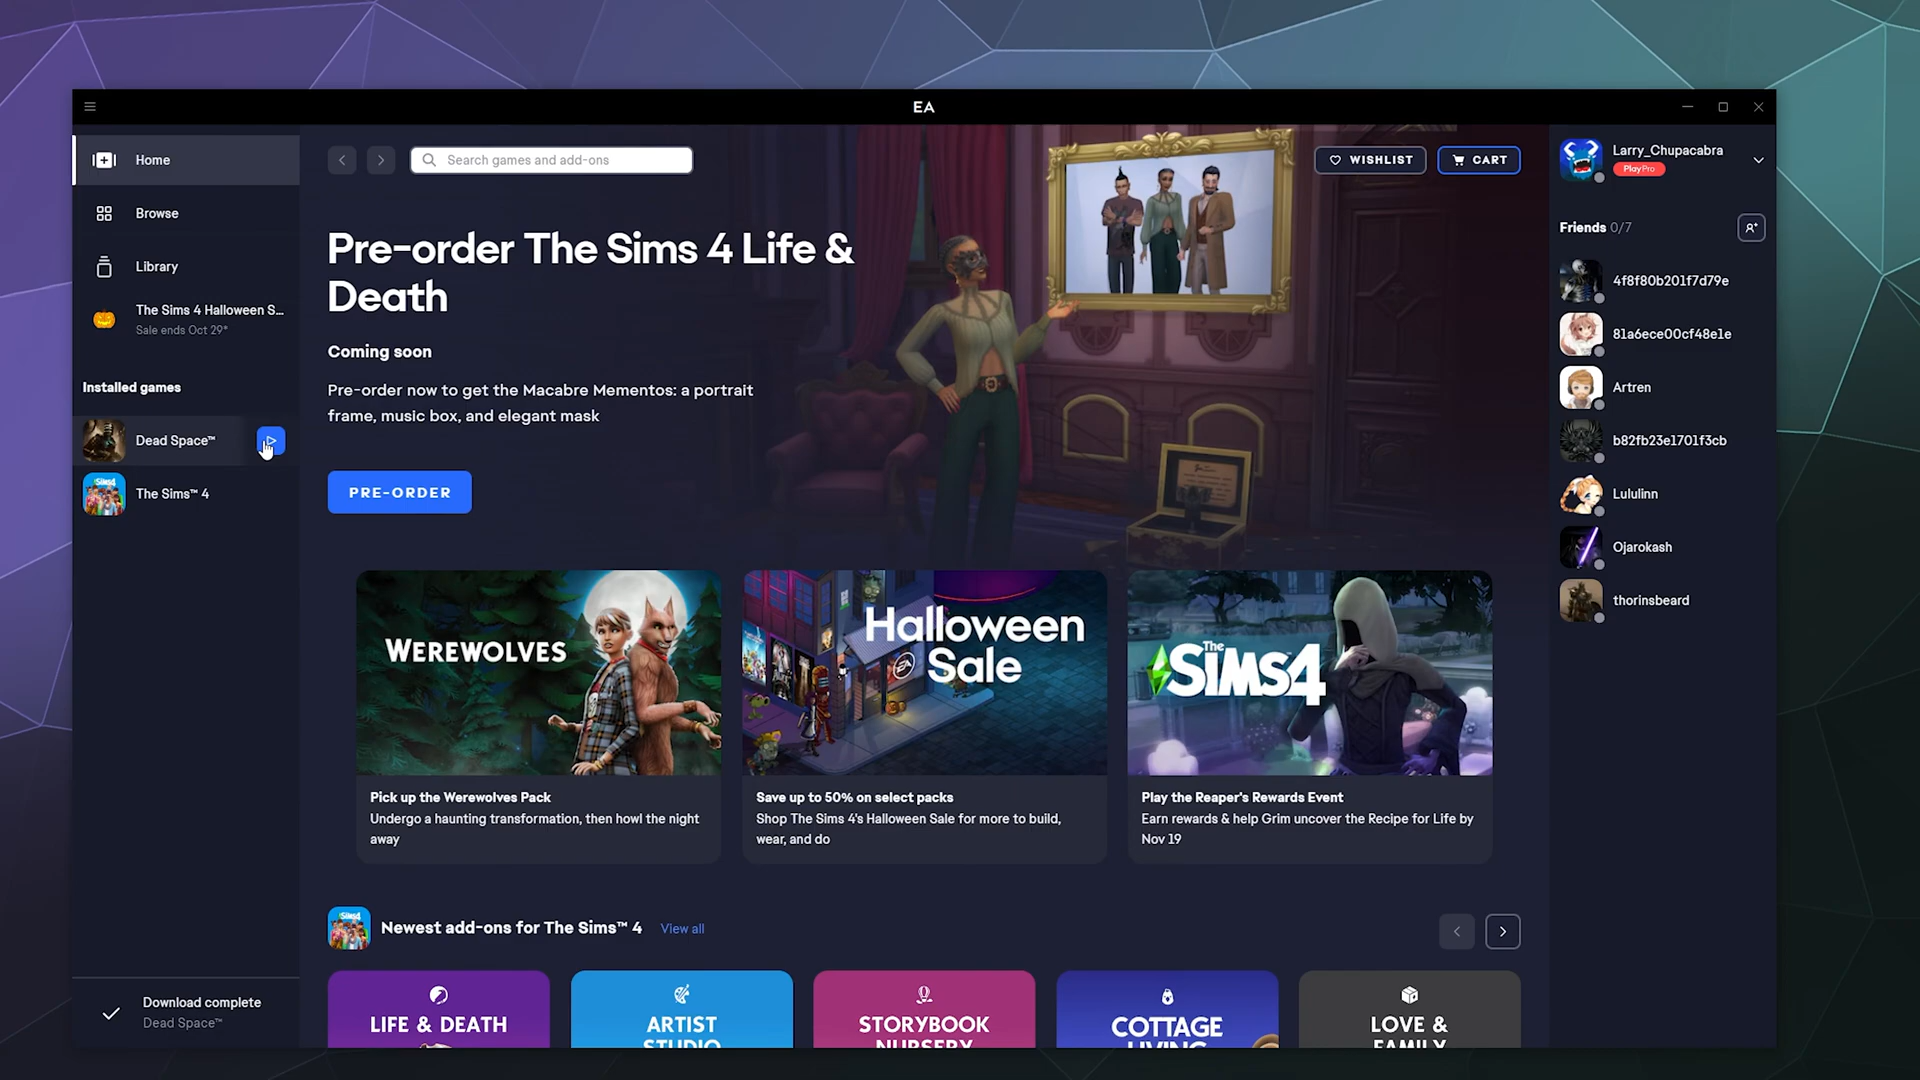 EA
Home
Browse
Library
The Sims 4 Halloween S...
Sale ends Oct 29*
Installed games
Dead Space™
The Sims™ 4
Download complete
Dead Space™
Search games and add-ons
WISHLIST
CART
Pre-order The Sims 4 Life &
Death
Coming soon
Pre-order now to get the Macabre Mementos: a portrait
frame, music box, and elegant mask
PRE-ORDER
WEREWOLVES
Pick up the Werewolves Pack
Undergo a haunting transformation, then howl the night
away
Halloween
EA Sale
Save up to 50% on select packs
Shop The Sims 4's Halloween Sale for more to build,
wear, and do
The
SIMS4
Play the Reaper's Rewards Event
Earn rewards & help Grim uncover the Recipe for Life by
Nov 19
Newest add-ons for The Sims™ 4
View all
LIFE & DEATH
ARTIST
STUDIO
STORYBOOK
NURSERY
COTTAGE
LIVING
LOVE &
FAMILY
Larry_Chupacabra
PlayPro
Friends 0/7
4f8f80b201f7d79e
81a6ece00cf48e1e
Artren
b82fb23e1701f3cb
Lululinn
Ojarokash
thorinsbeard